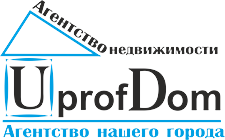 Агентство недвижимости
UprofDom
Агентство нашего города